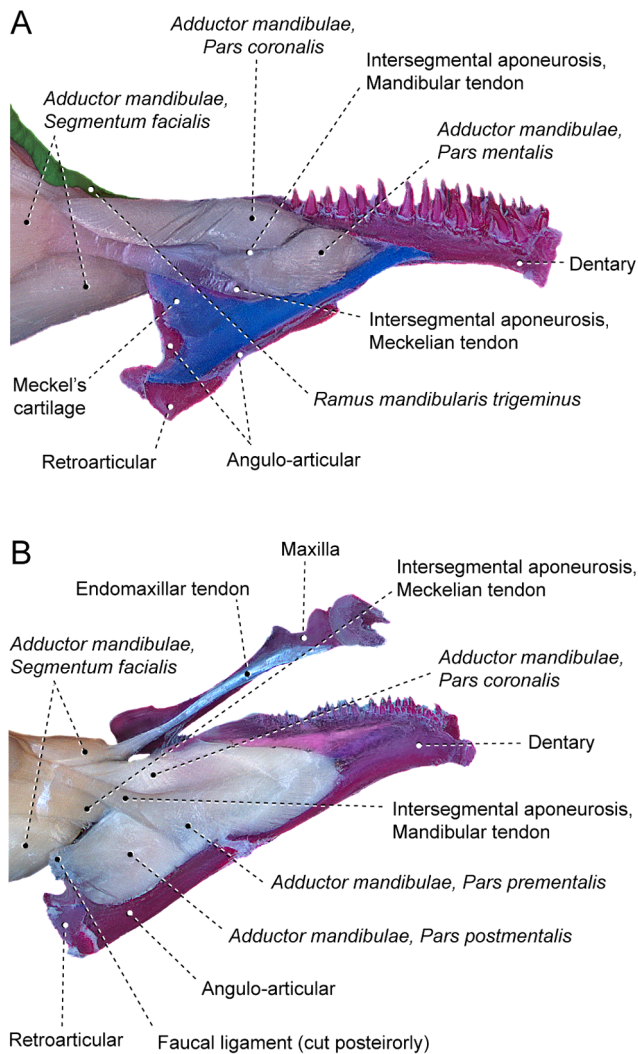 A
Adductor mandibulae,
Pars coronalis
Intersegmental aponeurosis,
Mandibular tendon
Adductor mandibulae,
Segmentum facialis
Adductor mandibulae,
Pars mentalis
Dentary
Intersegmental aponeurosis,
Meckelian tendon
Meckel's
cartilage
Ramus mandibularis trigeminus
Retroarticular
Angulo-articular
B
Maxilla
Intersegmental aponeurosis,
Meckelian tendon
Endomaxillar tendon
Adductor mandibulae,
Segmentum facialis
Adductor mandibulae,
Pars coronalis
Dentary
Intersegmental aponeurosis,
Mandibular tendon
Adductor mandibulae, Pars prementalis
Adductor mandibulae, Pars postmentalis
Angulo-articular
Retroarticular
Faucal ligament (cut posteirorly)